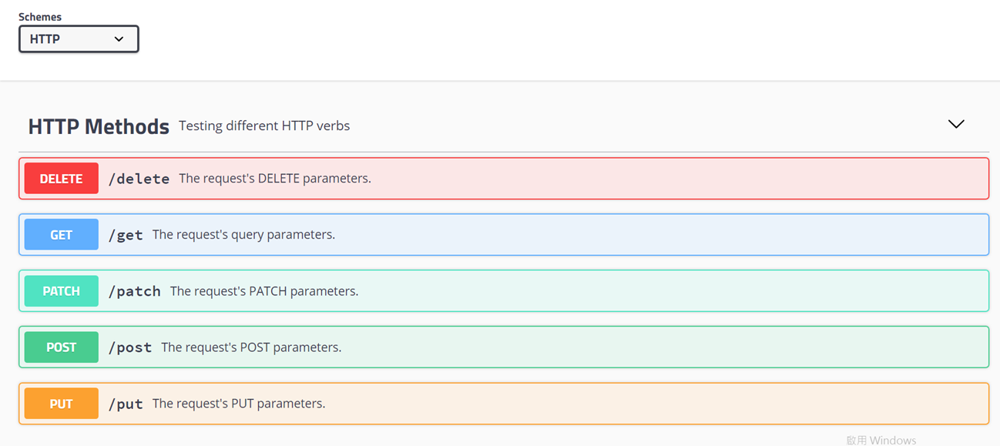 Schemes
HTTP
HTTP Methods Testing different HTTP verbs
DELETE /delete The request's DELETE parameters.
GET /get The request's query parameters.
PATCH /patch The request's PATCH parameters.
POST /post The request's POST parameters.
PUT /put The request's PUT parameters.
啟用 Windows